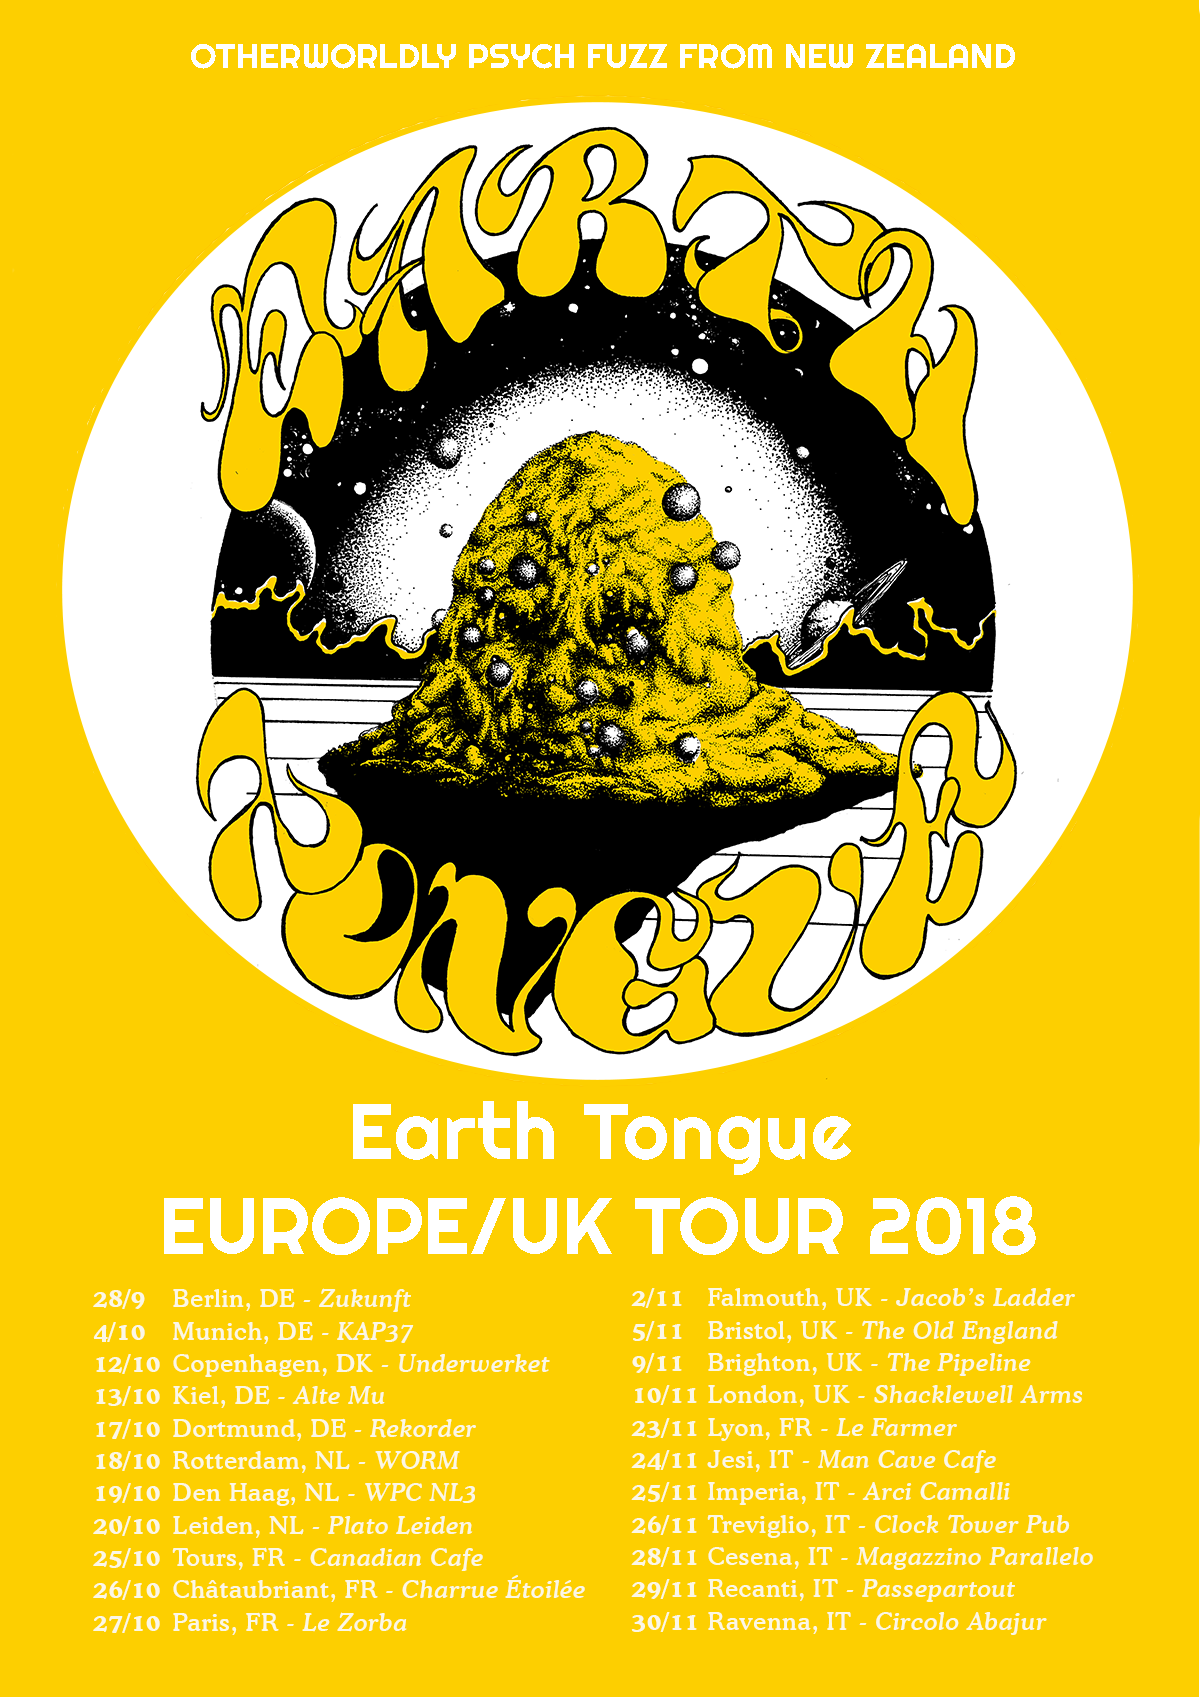 OTHERWORLDLY PSYCH FUZZ FROM NEW ZEALAND
EARTH
TONGUE
Earth Tongue
EUROPE/UK TOUR 2018
28/9 Berlin, DE - Zukunft
4/10 Munich, DE - KAP37
12/10 Copenhagen, DK - Underwerket
13/10 Kiel, DE - Alte Mu
17/10 Dortmund, DE - Rekorder
18/10 Rotterdam, NL - WORM
19/10 Den Haag, NL - WPC NL3
20/10 Leiden, NL - Plato Leiden
25/10 Tours, FR - Canadian Cafe
26/10 Châtaubriant, FR - Charrue Étoilée
27/10 Paris, FR - Le Zorba
2/11 Falmouth, UK - Jacob's Ladder
5/11 Bristol, UK - The Old England
9/11 Brighton, UK - The Pipeline
10/11 London, UK - Shacklewell Arms
23/11 Lyon, FR - Le Farmer
24/11 Jesi, IT - Man Cave Cafe
25/11 Imperia, IT - Arci Camalli
26/11 Treviglio, IT - Clock Tower Pub
28/11 Cesena, IT - Magazzino Parallelo
29/11 Recanti, IT - Passepartout
30/11 Ravenna, IT - Circolo Abajur